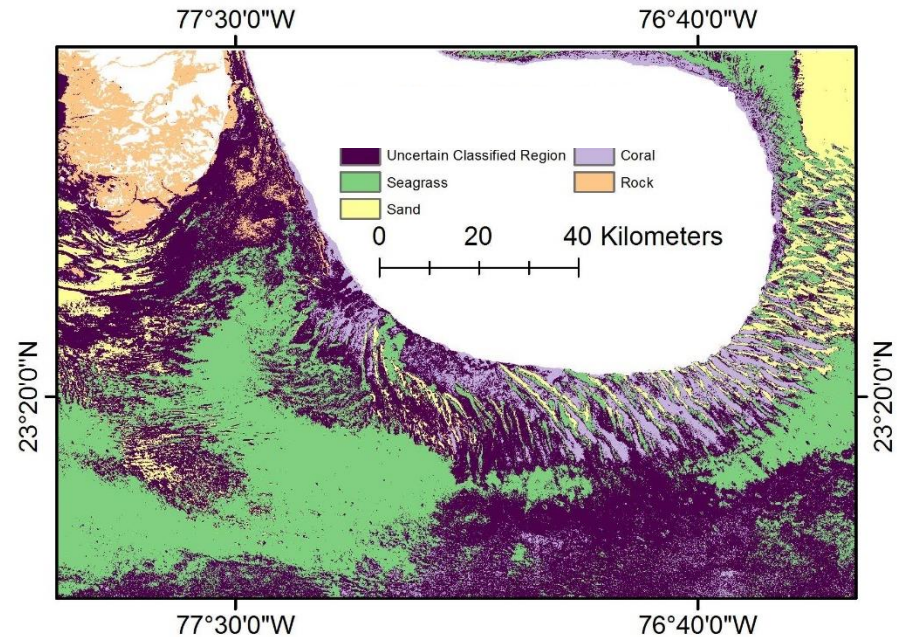 77°30'0"W 76°40'0"W
Uncertain Classified Region Coral
Seagrass Rock
Sand
0 20 40 Kilometers
23°20'0"N 23°20'0"N
77°30'0"W 76°40'0"W